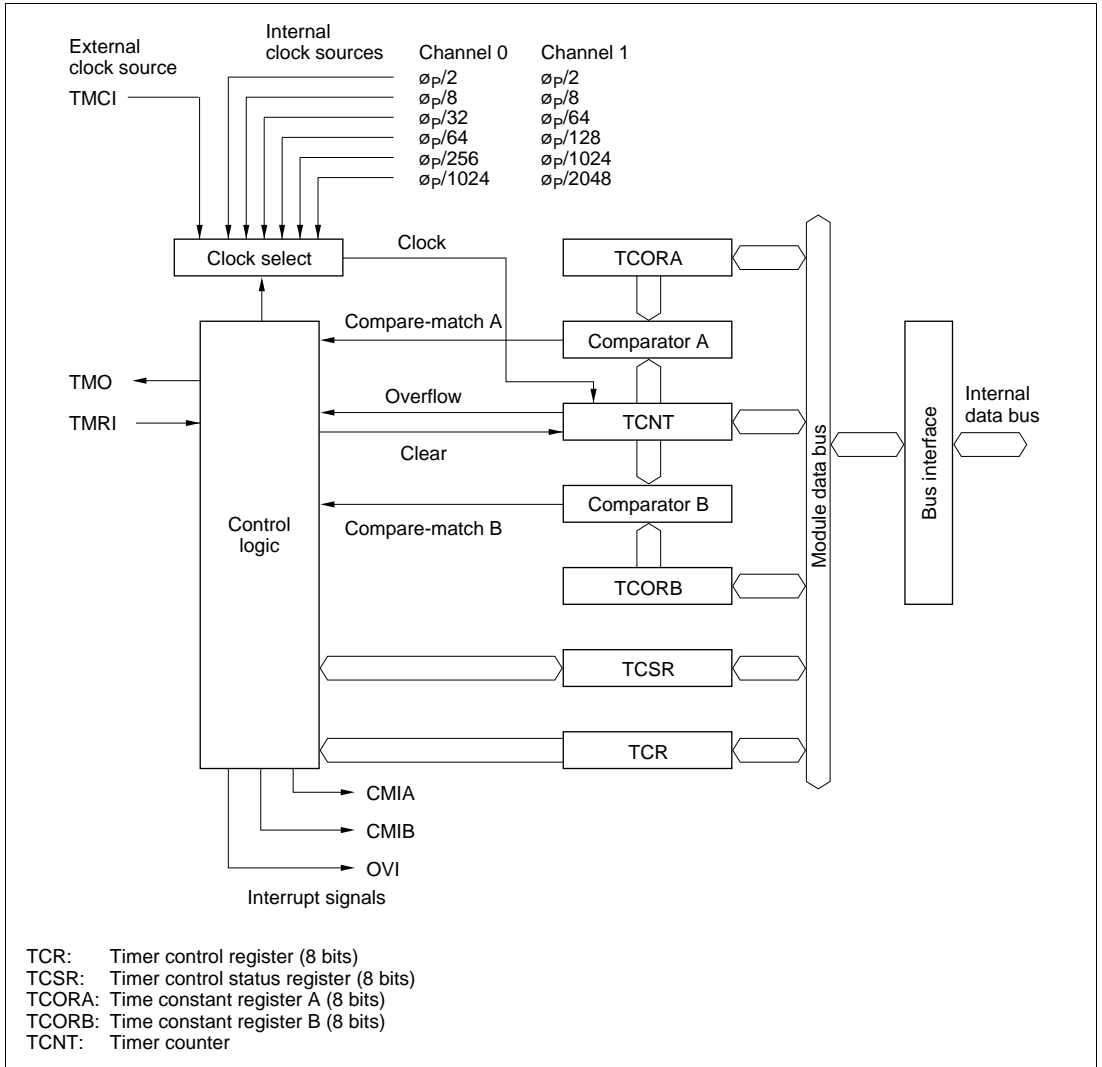 External
clock source
TMCI
Internal
clock sources
Channel 0
Channel 1
øP/2
øP/2
øP/8
øP/8
øP/32
øP/64
øP/64
øP/128
øP/256
øP/1024
øP/1024
øP/2048
Clock select
Clock
TCORA
Compare-match A
Comparator A
TMO
TMRI
Overflow
TCNT
Clear
Comparator B
Compare-match B
Control
logic
TCORB
TCSR
TCR
Module data bus
Bus interface
Internal
data bus
CMIA
CMIB
OVI
Interrupt signals
TCR: Timer control register (8 bits)
TCSR: Timer control status register (8 bits)
TCORA: Time constant register A (8 bits)
TCORB: Time constant register B (8 bits)
TCNT: Timer counter